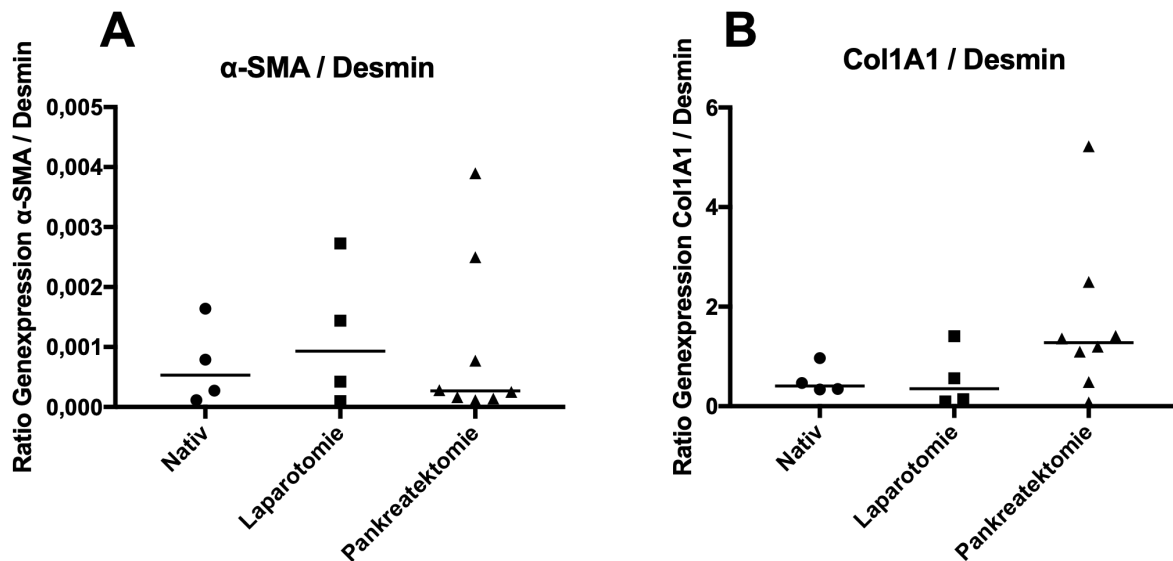 A
α-SMA / Desmin
Ratio Genexpression α-SMA / Desmin
0,005
0,004
0,003
0,002
0,001
0,000
Nativ
Laparotomie
Pankreatektomie
B
Col1A1 / Desmin
Ratio Genexpression Col1A1 / Desmin
6
4
2
0
Nativ
Laparotomie
Pankreatektomie